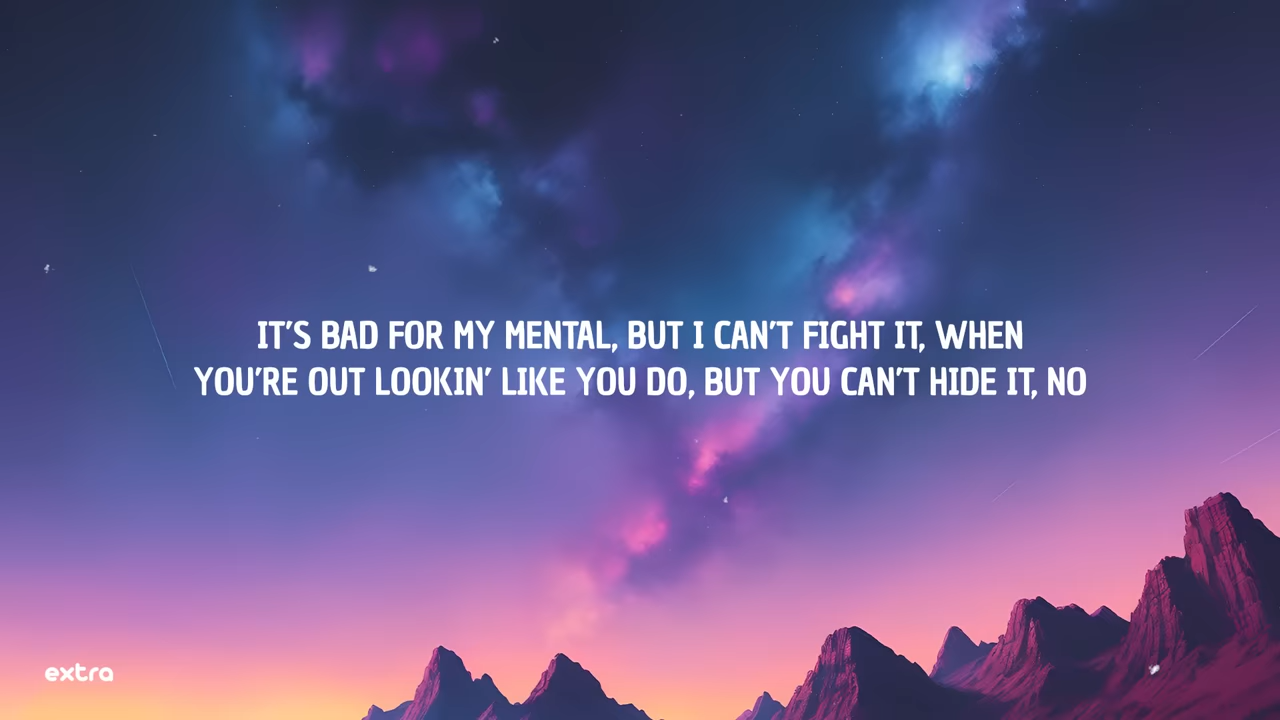 IT'S BAD FOR MY MENTAL, BUT I CAN'T FIGHT IT, WHEN
YOU'RE OUT LOOKIN' LIKE YOU DO, BUT YOU CAN'T HIDE IT, NO
extra